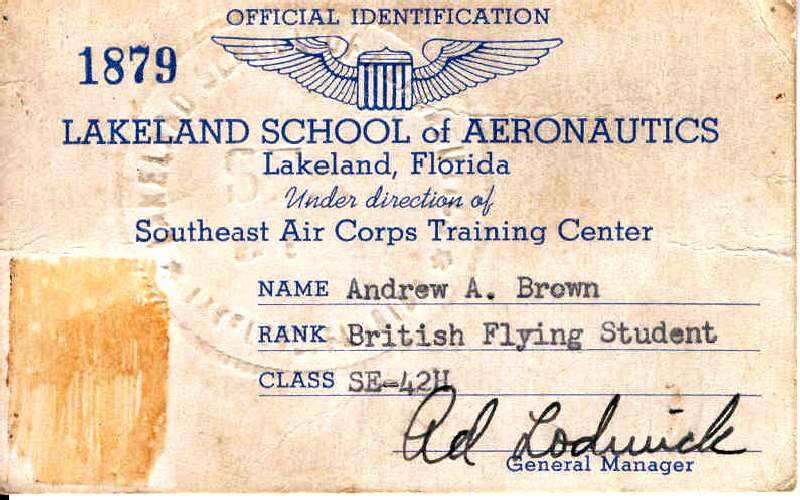 OFFICIAL IDENTIFICATION
1879
LAKELAND SCHOOL of AERONAUTICS
Lakeland, Florida
Under direction of
Southeast Air Corps Training Center
NAME Andrew A. Brown
RANK British Flying Student
CLASS SE-42H
Ad Lodwick
General Manager